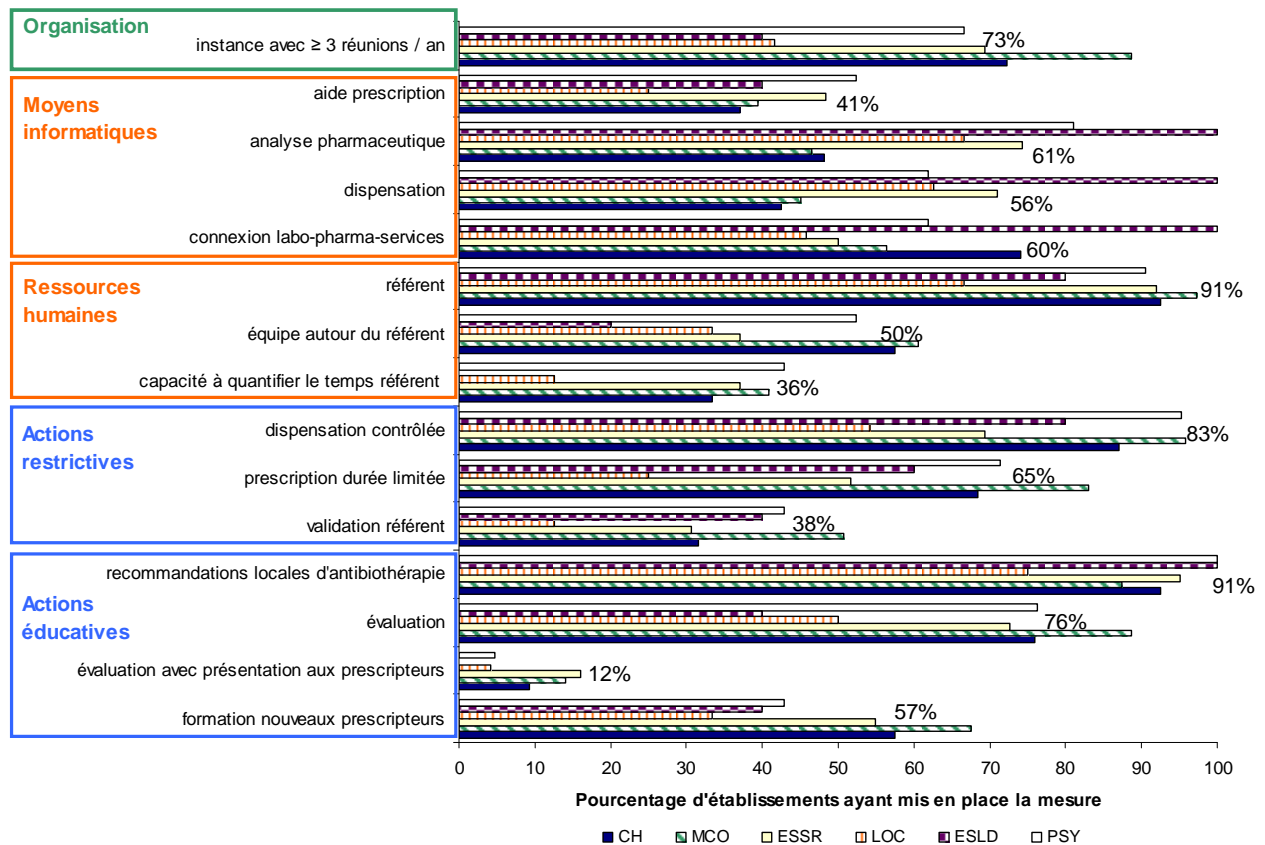 Organisation
instance avec ≥ 3 réunions / an
73%
Moyens
informatiques
aide prescription
41%
analyse pharmaceutique
61%
dispensation
56%
connexion labo-pharma-services
60%
Ressources
humaines
référent
91%
équipe autour du référent
50%
capacité à quantifier le temps référent
36%
Actions
restrictives
dispensation contrôlée
83%
prescription durée limitée
65%
validation référent
38%
Actions
éducatives
recommandations locales d'antibiothérapie
91%
évaluation
76%
évaluation avec présentation aux prescripteurs
12%
formation nouveaux prescripteurs
57%
0 10 20 30 40 50 60 70 80 90 100
Pourcentage d'établissements ayant mis en place la mesure
CH MCO ESSR LOC ESLD PSY